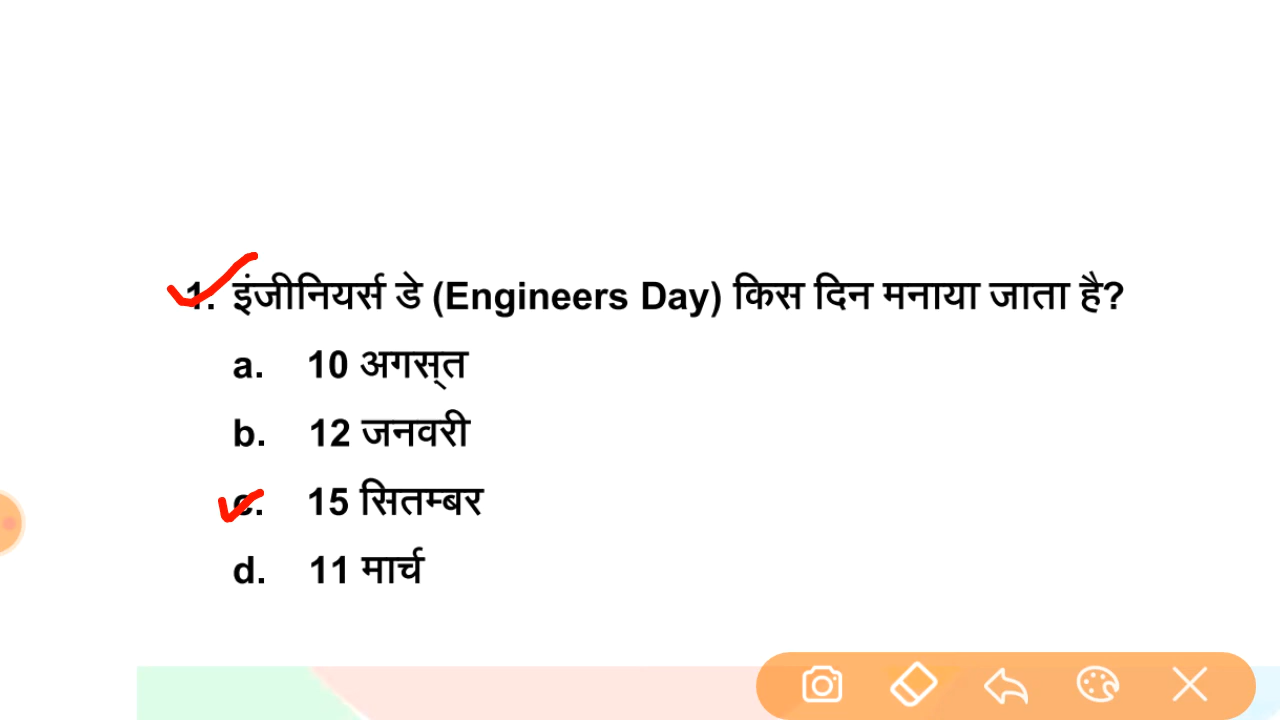 1. इंजीनियर्स डे (Engineers Day) किस दिन मनाया जाता है?
a. 10 अगस्‌त
b. 12 जनवरी
c. 15 सितम्बर
d. 11 मार्च